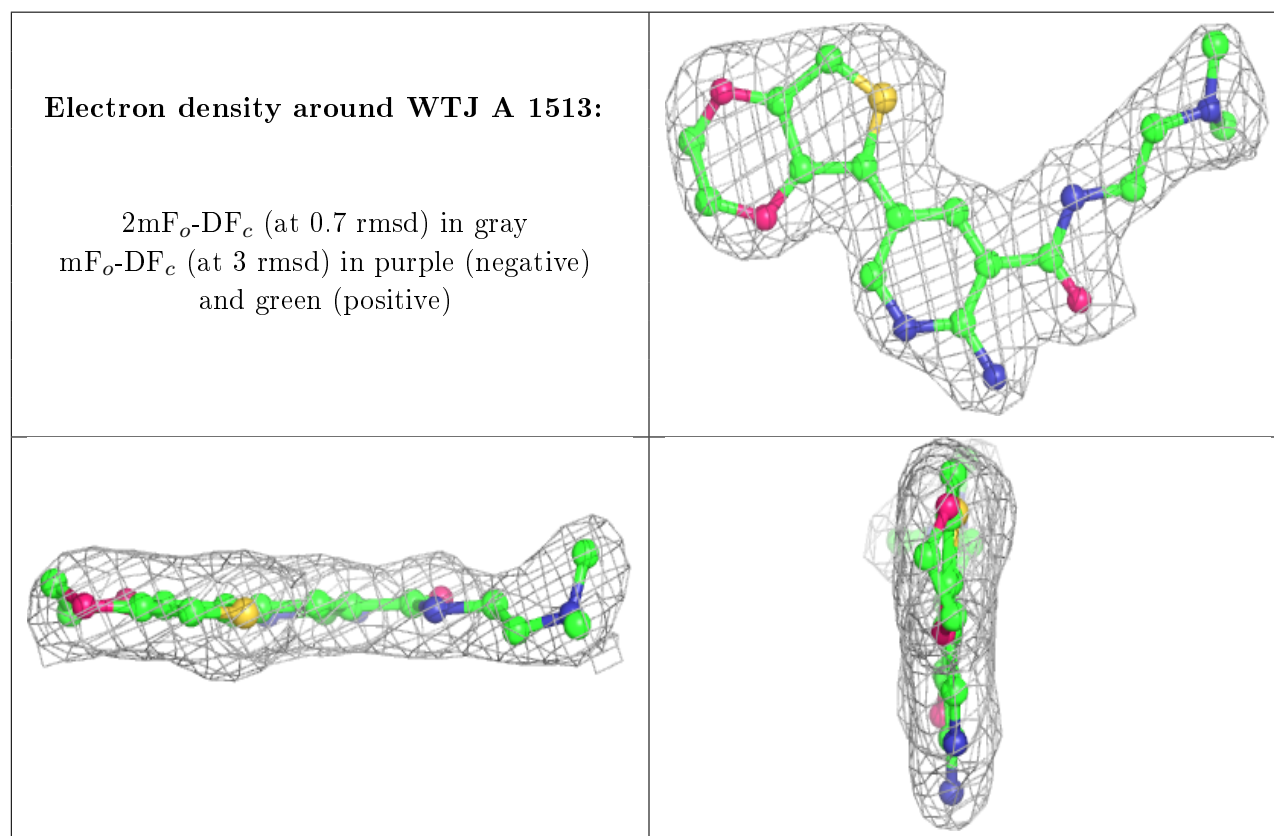 Electron density around WTJ A 1513:
2mFo-DFc (at 0.7 rmsd) in gray
mFo-DFc (at 3 rmsd) in purple (negative)
and green (positive)